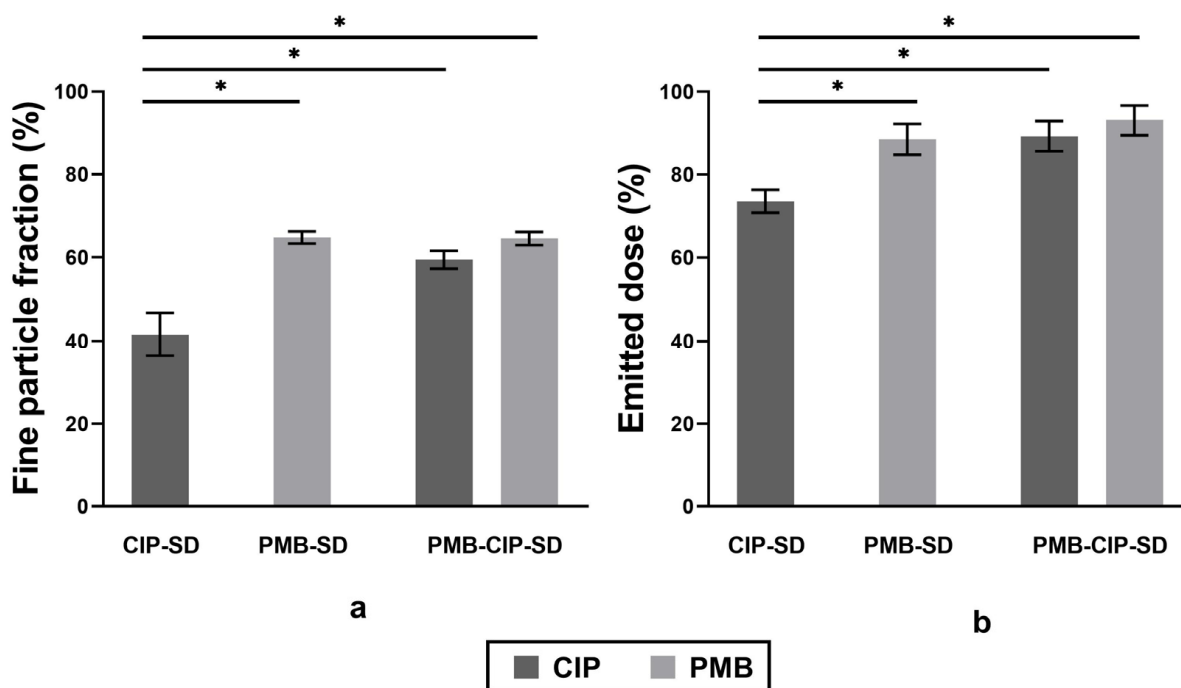 * *
* *
* *
Fine particle fraction (%)
100
80
60
40
20
0
CIP-SD PMB-SD PMB-CIP-SD
a
Emitted dose (%)
100
80
60
40
20
0
CIP-SD PMB-SD PMB-CIP-SD
b
CIP PMB